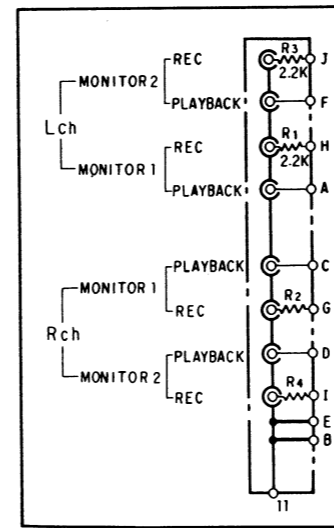 R3
REC J
MONITOR 2 2.2K
PLAYBACK F
Lch
REC R1 H
MONITOR 1 2.2K
PLAYBACK A
PLAYBACK C
MONITOR 1
REC R2 G
Rch
PLAYBACK D
MONITOR 2
REC R4 I
E
B
11